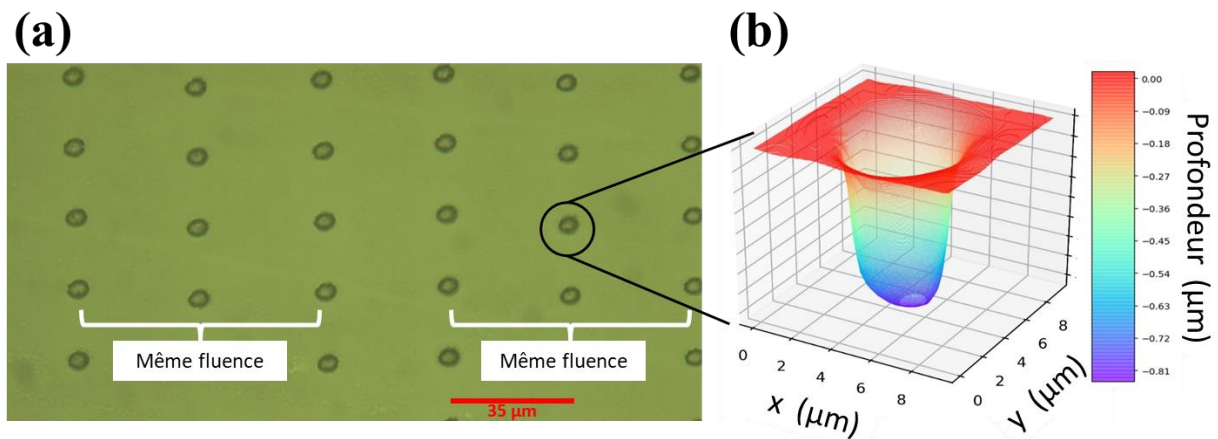 (a)
(b)
Même fluence
Même fluence
35 µm
0.00
−0.09
−0.18
−0.27
−0.36
−0.45
−0.54
−0.63
−0.72
−0.81
Profondeur (µm)
0
2
4
6
8
x (µm)
0
2
4
6
8
y (µm)